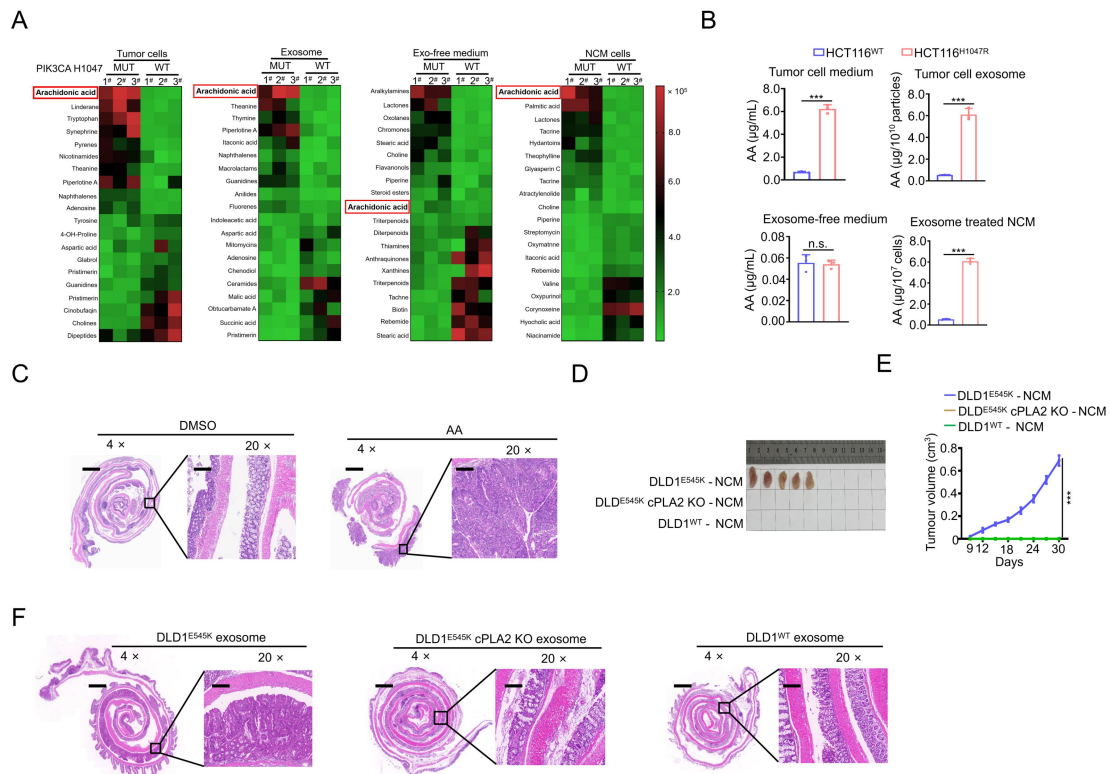 A
PIK3CA H1047
Tumor cells
MUT WT
1# 2# 3# 1# 2# 3#
Arachidonic acid
Linderane
Tryptophan
Synephrine
Pyrenes
Nicotinamides
Theanine
Piperlotine A
Naphthalenes
Adenosine
Tyrosine
4-OH-Proline
Aspartic acid
Glabrol
Pristimerin
Guanidines
Pristimerin
Cinobufaqin
Cholines
Dipeptides
Exosome
MUT WT
1# 2# 3# 1# 2# 3#
Arachidonic acid
Theanine
Thymine
Piperlotine A
Itaconic acid
Naphthalenes
Macrolactams
Guanidines
Anilides
Fluorenes
Indoleacetic acid
Aspartic acid
Mitomycins
Adenosine
Chenodiol
Ceramides
Malic acid
Obtucarbamate A
Succinic acid
Pristimerin
Exo-free medium
MUT WT
1# 2# 3# 1# 2# 3#
Aralkylamines
Lactones
Oxolanes
Chromones
Stearic acid
Choline
Flavanonols
Piperine
Steroid esters
Arachidonic acid
Triterpenoids
Diterpenoids
Thiamines
Anthraquinones
Xanthines
Triterpenoids
Tachne
Biotin
Rebemide
Stearic acid
NCM cells
MUT WT
1# 2# 3# 1# 2# 3#
Arachidonic acid
Palmitic acid
Lactones
Tacrine
Hydantoins
Theophylline
Glyasperin C
Tacrine
Atractylenolide
Choline
Piperine
Streptomycin
Oxymatnne
Itaconic acid
Rebemide
Valine
Oxypurinol
Corynoxeine
Hyocholic acid
Niacinamide
× 10⁵
8.0
6.0
4.0
2.0
B
HCT116WT HCT116H1047R
Tumor cell medium
AA (μg/mL)
8.0
6.0
4.0
2.0
0.0
***
Tumor cell exosome
AA (μg/10¹⁰ particles)
8.0
6.0
4.0
2.0
0.0
***
Exosome-free medium
AA (μg/mL)
0.08
0.06
0.04
0.02
0.00
n.s.
Exosome treated NCM
AA (μg/10⁷ cells)
8.0
6.0
4.0
2.0
0.0
***
C
DMSO
4 × 20 ×
AA
4 × 20 ×
D
DLD1E545K - NCM
DLDE545K cPLA2 KO - NCM
DLD1WT - NCM
E
DLD1E545K - NCM
DLDE545K cPLA2 KO - NCM
DLD1WT - NCM
Tumour volume (cm³)
0.8
0.6
0.4
0.2
0
9 12 18 24 30
Days
***
F
DLD1E545K exosome
4 × 20 ×
DLD1E545K cPLA2 KO exosome
4 × 20 ×
DLD1WT exosome
4 × 20 ×